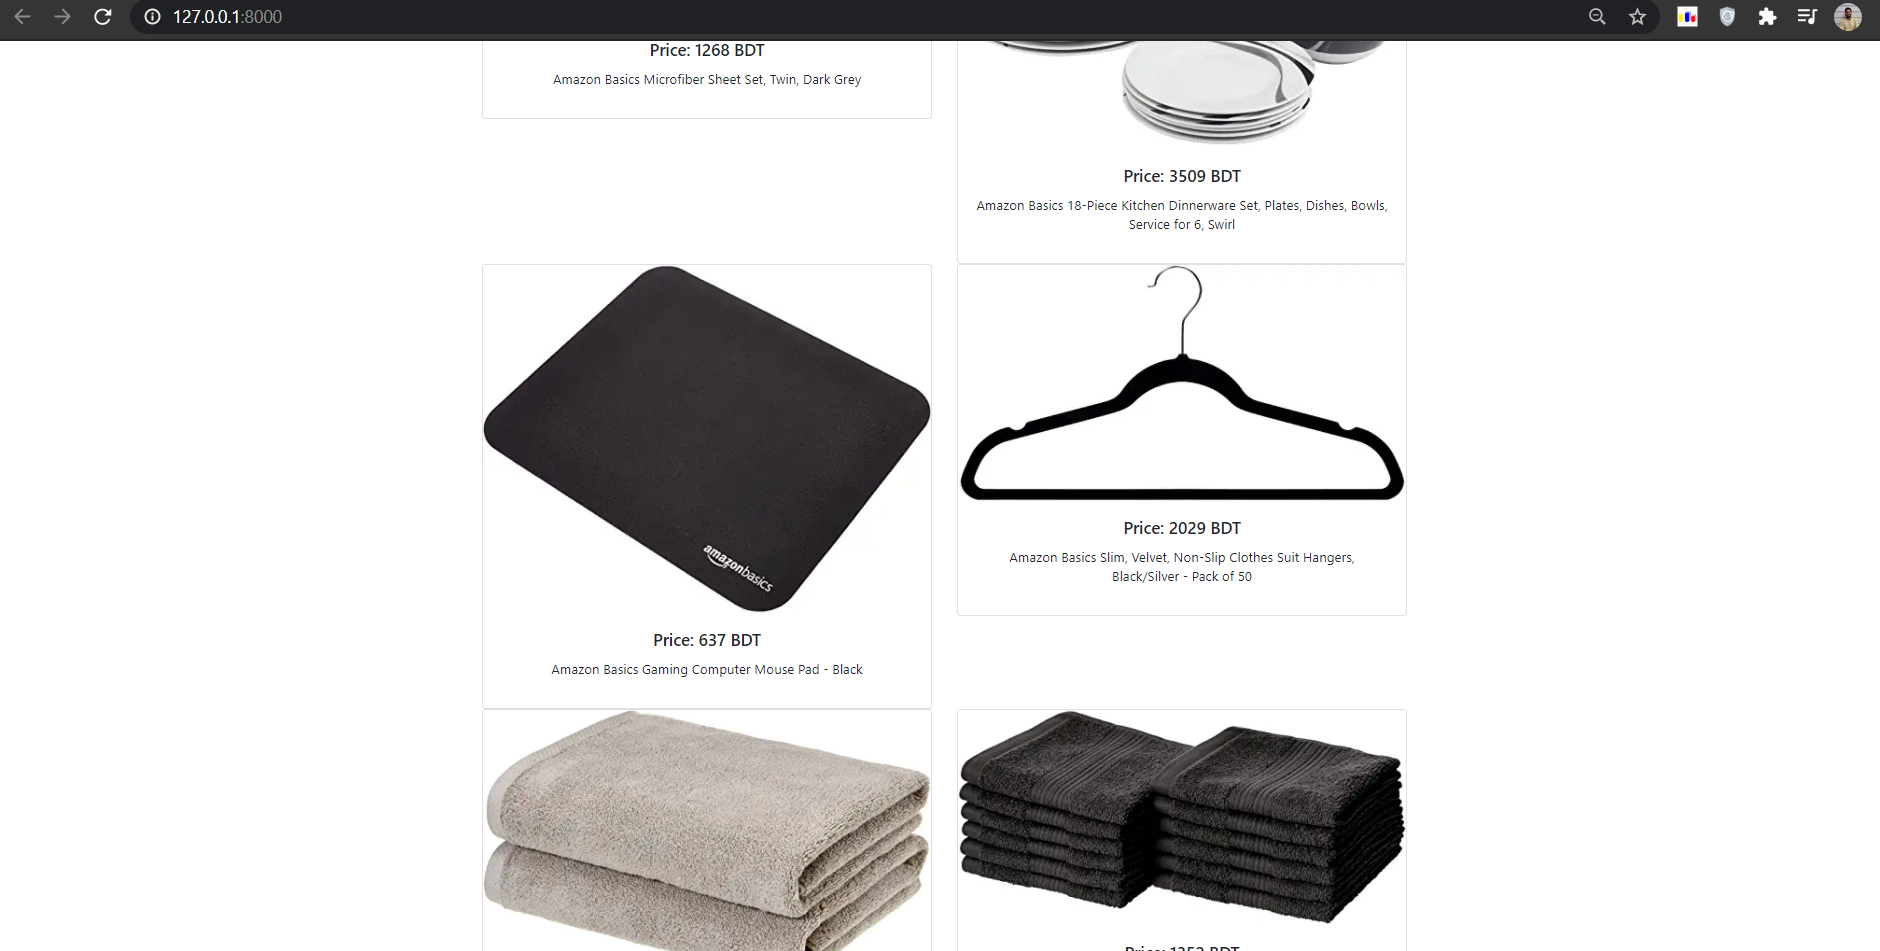 127.0.0.1:8000
Price: 1268 BDT
Amazon Basics Microfiber Sheet Set, Twin, Dark Grey
Price: 3509 BDT
Amazon Basics 18-Piece Kitchen Dinnerware Set, Plates, Dishes, Bowls,
Service for 6, Swirl
amazonbasics
Price: 637 BDT
Amazon Basics Gaming Computer Mouse Pad - Black
Price: 2029 BDT
Amazon Basics Slim, Velvet, Non-Slip Clothes Suit Hangers,
Black/Silver - Pack of 50
Price: 1352 BDT